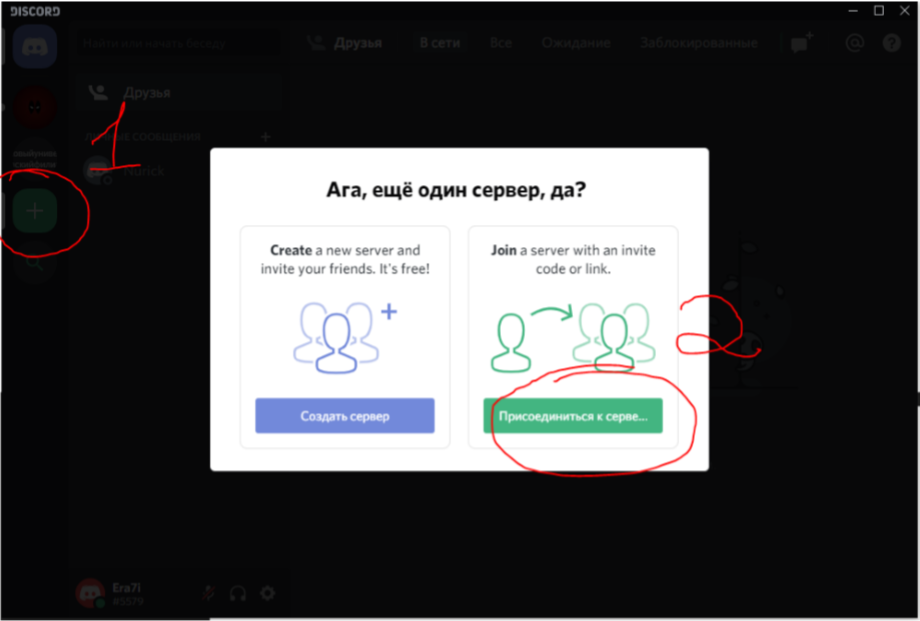 DISCORD
Найти или начать беседу
Друзья
В сети
Все
Ожидание
Заблокированные
Друзья
СООБЩЕНИЯ
Nurick
1
Ага, ещё один сервер, да?
Create a new server and
invite your friends. It's free!
Создать сервер
Join a server with an invite
code or link.
Присоединиться к серве...
2
Era7i
#5579